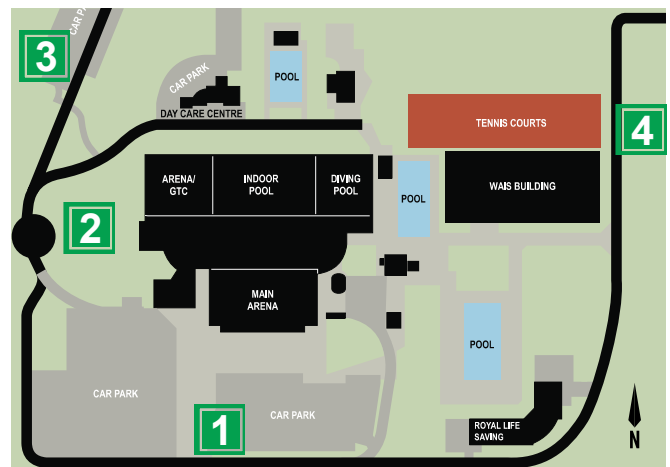 CAR PARK
3
CAR PARK
POOL
DAY CARE CENTRE
TENNIS COURTS
4
ARENA/
GTC
INDOOR
POOL
DIVING
POOL
POOL
WAIS BUILDING
2
MAIN
ARENA
POOL
CAR PARK
1
CAR PARK
ROYAL LIFE
SAVING
N